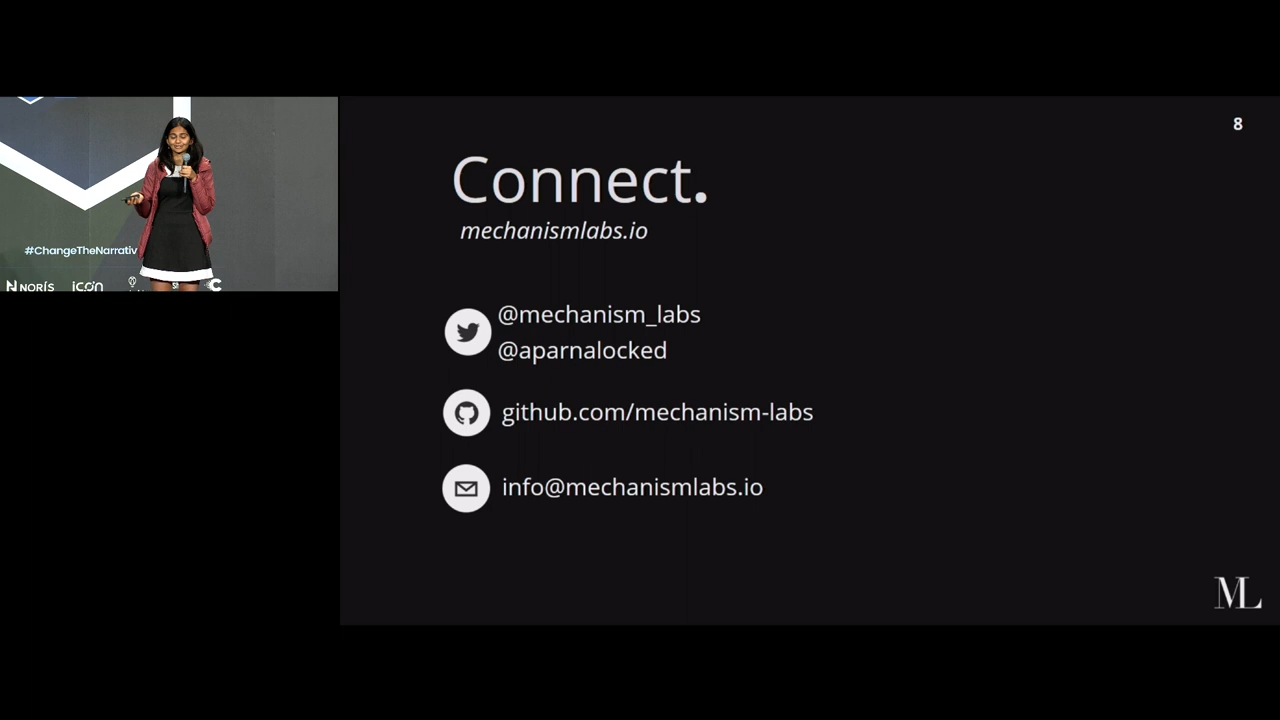 #ChangeTheNarrativ
NORIS
icon
8
Connect.
mechanismlabs.io
@mechanism_labs
@aparnalocked
github.com/mechanism-labs
info@mechanismlabs.io
ML